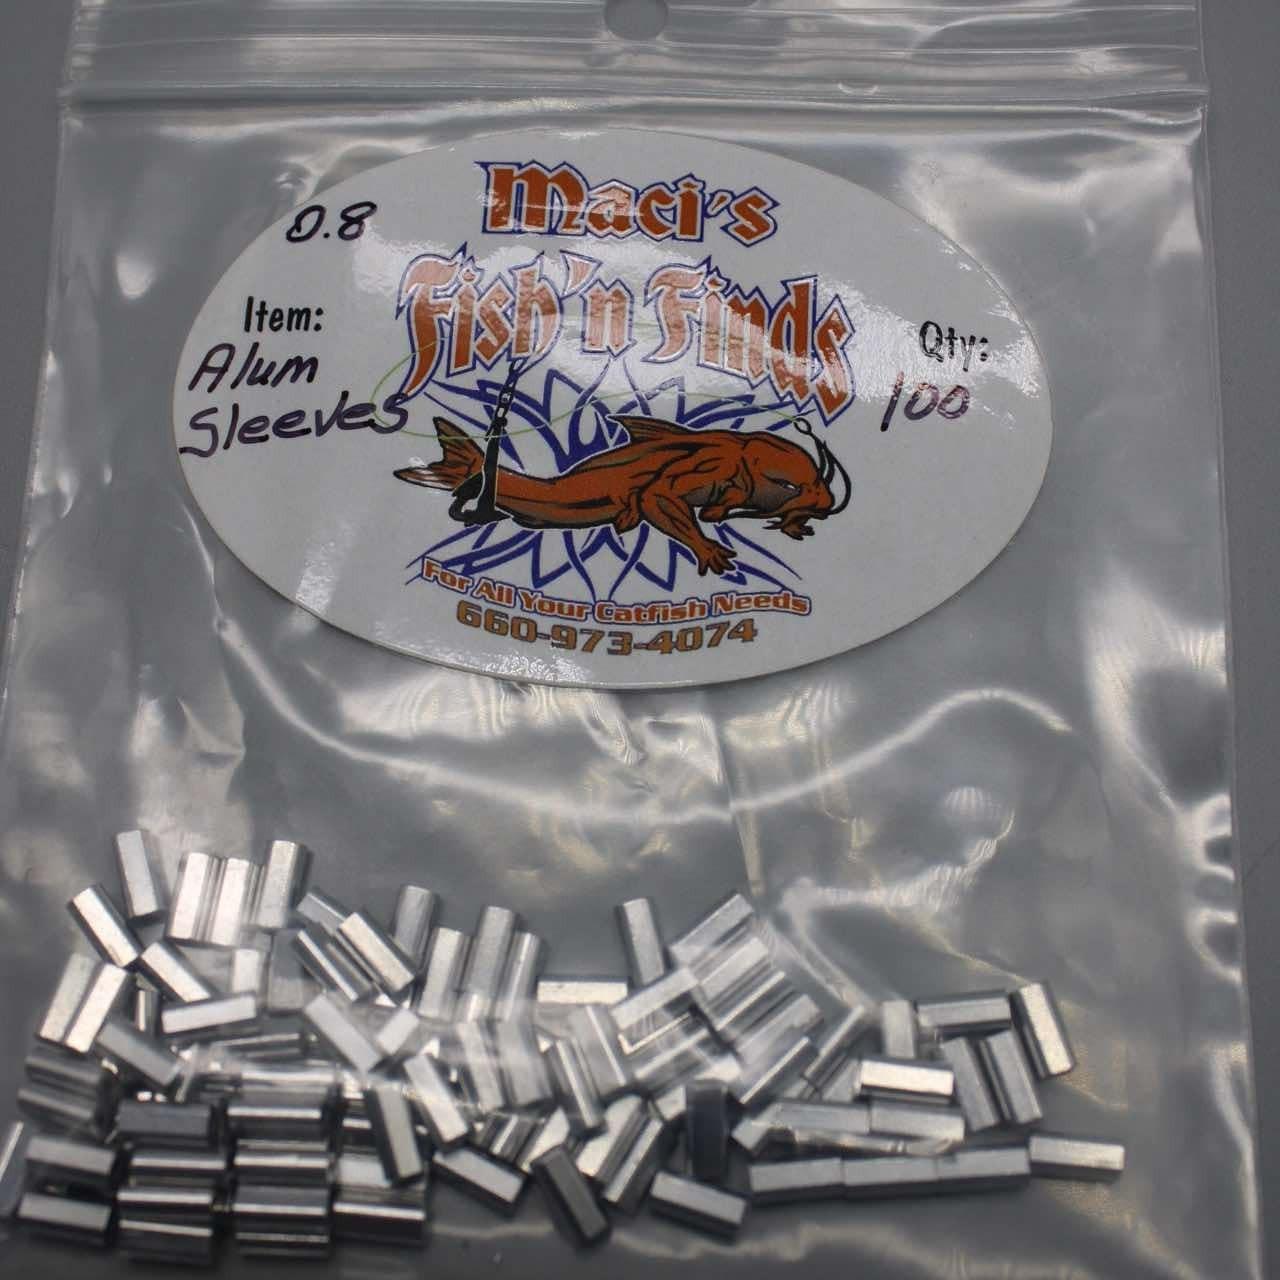 Maci's
Fish'n Finds
0.8
Item:
Alum
Sleeves
Qty:
100
For All Your Catfish Needs
660-973-4074